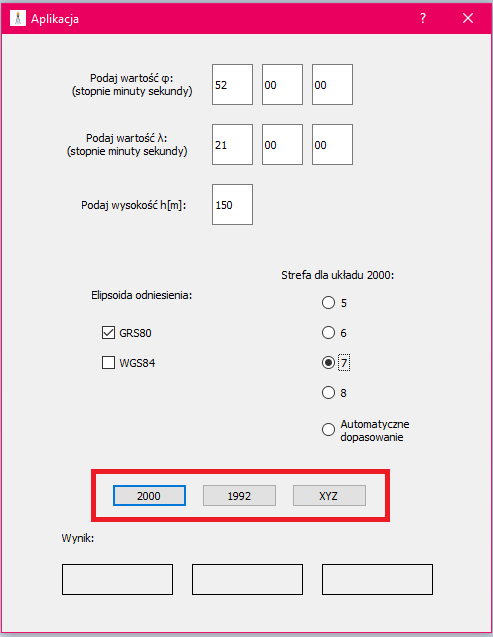 Aplikacja ?
Podaj wartość φ:
(stopnie minuty sekundy)
52 00 00
Podaj wartość λ:
(stopnie minuty sekundy)
21 00 00
Podaj wysokość h[m]: 150
Strefa dla układu 2000:
Elipsoida odniesienia:
5
GRS80
6
WGS84
7
8
Automatyczne
dopasowanie
2000 1992 XYZ
Wynik: